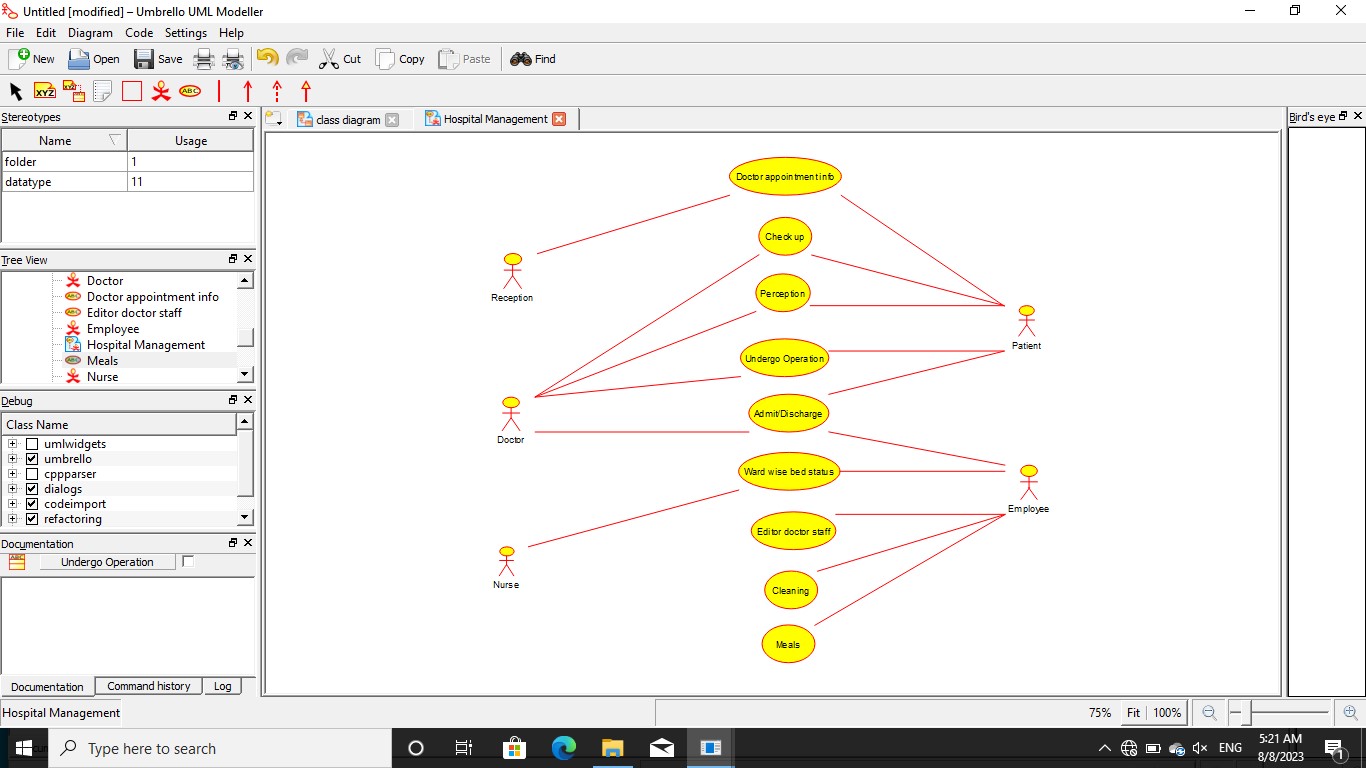 Untitled [modified] – Umbrello UML Modeller
File Edit Diagram Code Settings Help
New Open Save Cut Copy Paste Find
XYZ XYZ ABC
Stereotypes
Name Usage
folder 1
datatype 11
Tree View
Doctor
Doctor appointment info
Editor doctor staff
Employee
Hospital Management
Meals
Nurse
Debug
Class Name
umlwidgets
umbrello
cppparser
dialogs
codeimport
refactoring
Documentation
Undergo Operation
Documentation Command history Log
class diagram Hospital Management
Bird's eye
Doctor appointment info
Check up
Reception
Perception
Patient
Undergo Operation
Admit/Discharge
Doctor
Ward wise bed status
Employee
Editor doctor staff
Nurse
Cleaning
Meals
Hospital Management
75% Fit 100%
Type here to search
ENG
5:21 AM
8/8/2023
1